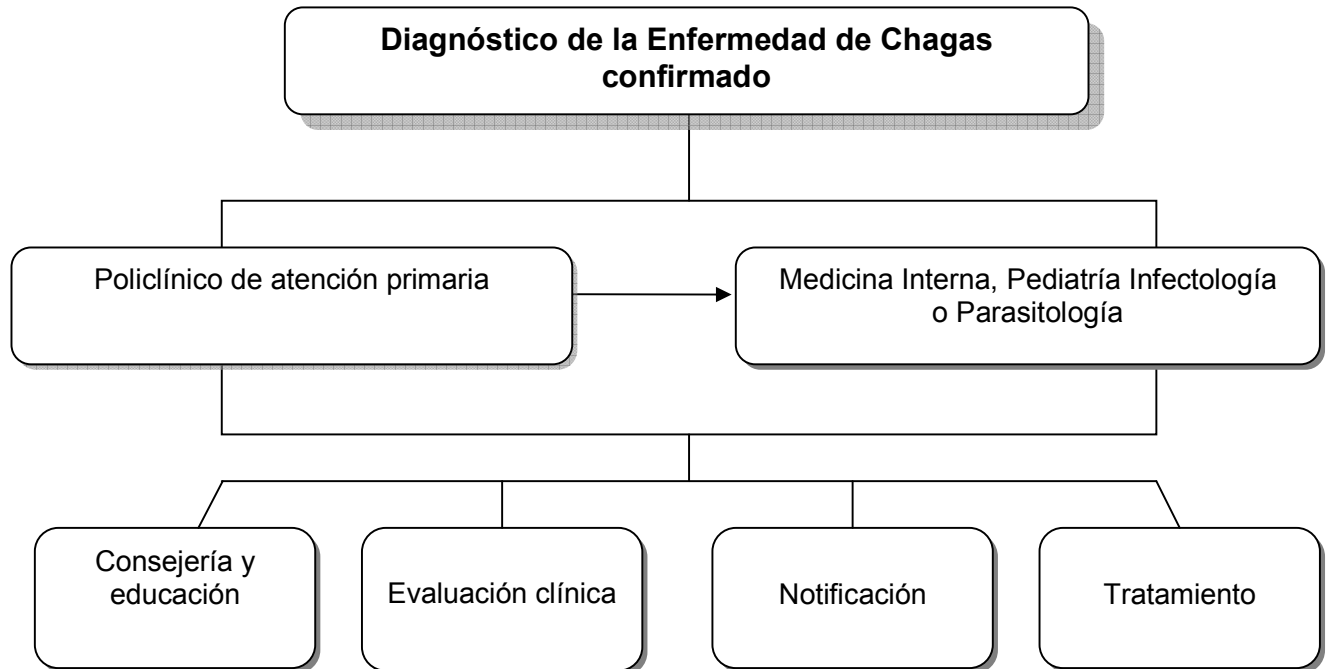 Diagnóstico de la Enfermedad de Chagas
confirmado
Policlínico de atención primaria
Medicina Interna, Pediatría Infectología
o Parasitología
Consejería y
educación
Evaluación clínica
Notificación
Tratamiento